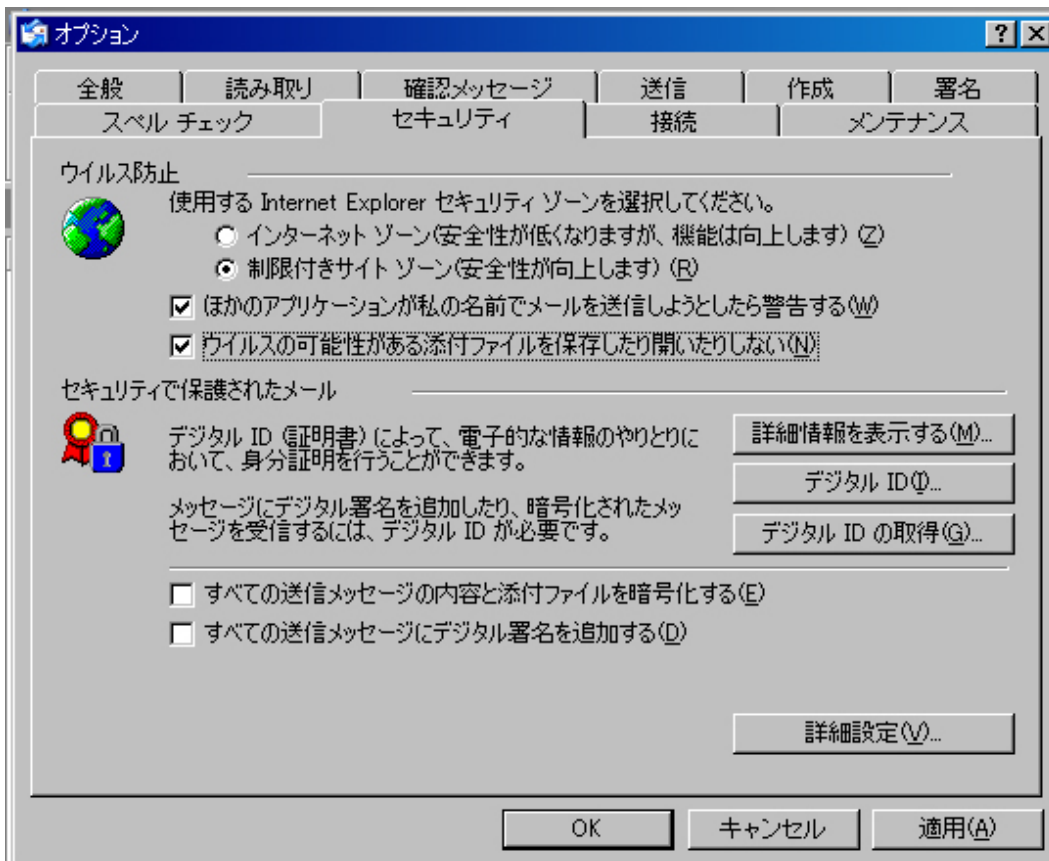 オプション
全般
読み取り
確認メッセージ
送信
作成
署名
スペル チェック
セキュリティ
接続
メンテナンス
ウイルス防止
使用する Internet Explorer セキュリティ ゾーンを選択してください。
インターネット ゾーン(安全性が低くなりますが、機能は向上します) (Z)
制限付きサイト ゾーン(安全性が向上します) (R)
ほかのアプリケーションが私の名前でメールを送信しようとしたら警告する(W)
ウイルスの可能性がある添付ファイルを保存したり開いたりしない(N)
セキュリティで保護されたメール
デジタル ID (証明書) によって、電子的な情報のやりとりに
おいて、身分証明を行うことができます。
詳細情報を表示する(M)...
デジタル ID(I)...
メッセージにデジタル署名を追加したり、暗号化されたメッ
セージを受信するには、デジタル ID が必要です。
デジタル ID の取得(G)...
すべての送信メッセージの内容と添付ファイルを暗号化する(E)
すべての送信メッセージにデジタル署名を追加する(D)
詳細設定(V)...
OK
キャンセル
適用(A)